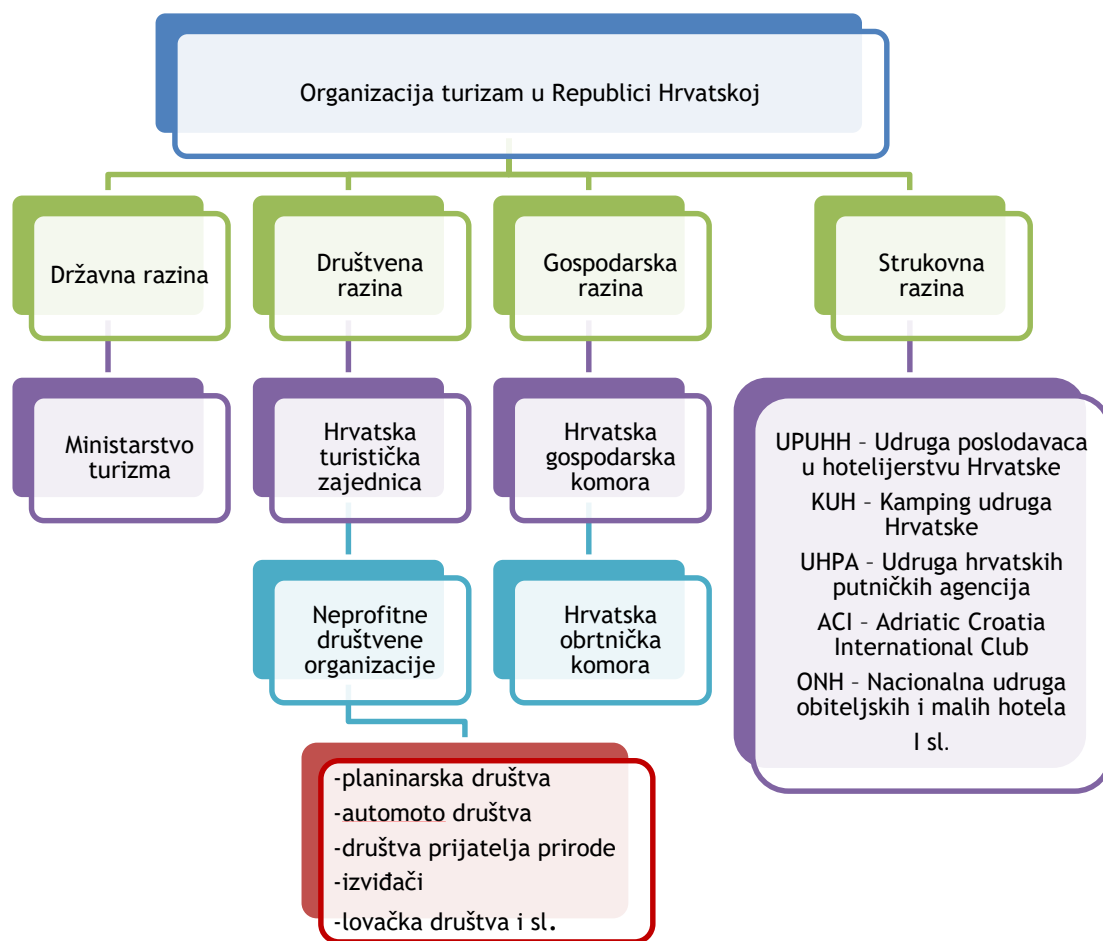 Organizacija turizam u Republici Hrvatskoj
Državna razina
Društvena
razina
Gospodarska
razina
Strukovna
razina
Ministarstvo
turizma
Hrvatska
turistička
zajednica
Hrvatska
gospodarska
komora
UPUHH – Udruga poslodavaca
u hotelijerstvu Hrvatske
KUH – Kamping udruga
Hrvatske
UHPA – Udruga hrvatskih
putničkih agencija
ACI – Adriatic Croatia
International Club
ONH – Nacionalna udruga
obiteljskih i malih hotela
I sl.
Neprofitne
društvene
organizacije
Hrvatska
obrtnička
komora
-planinarska društva
-automoto društva
-društva prijatelja prirode
-izviđači
-lovačka društva i sl.